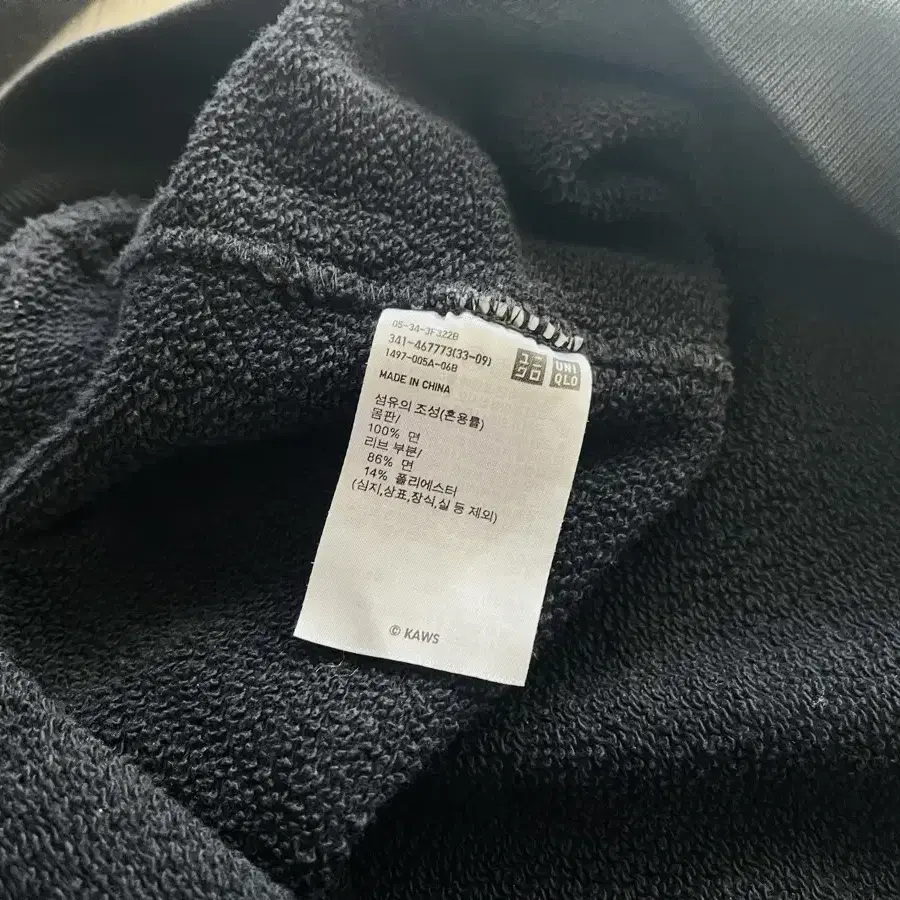 05-34-3F322B
341-467773(33-09)
1497-005A-06B
ユニ
クロ
UNI
QLO
MADE IN CHINA
섬유의 조성(혼용률)
몸판/
100% 면
리브 부분/
86% 면
14% 폴리에스터
(심지,상표,장식,실 등 제외)
© KAWS